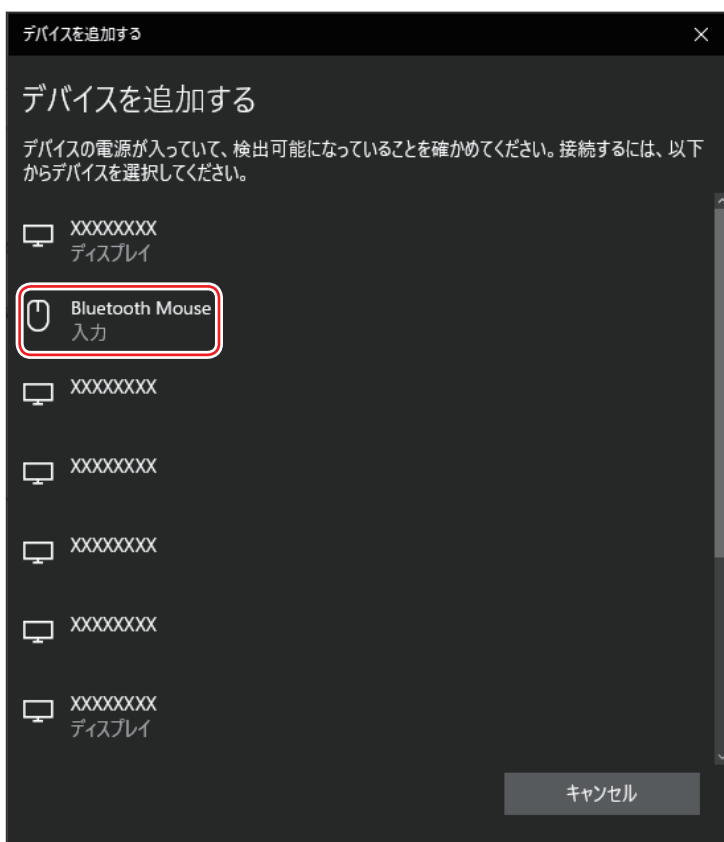 デバイスを追加する
デバイスを追加する
デバイスの電源が入っていて、検出可能になっていることを確かめてください。接続するには、以下
からデバイスを選択してください。
XXXXXXXX
ディスプレイ
Bluetooth Mouse
入力
XXXXXXXX
XXXXXXXX
XXXXXXXX
XXXXXXXX
XXXXXXXX
ディスプレイ
キャンセル